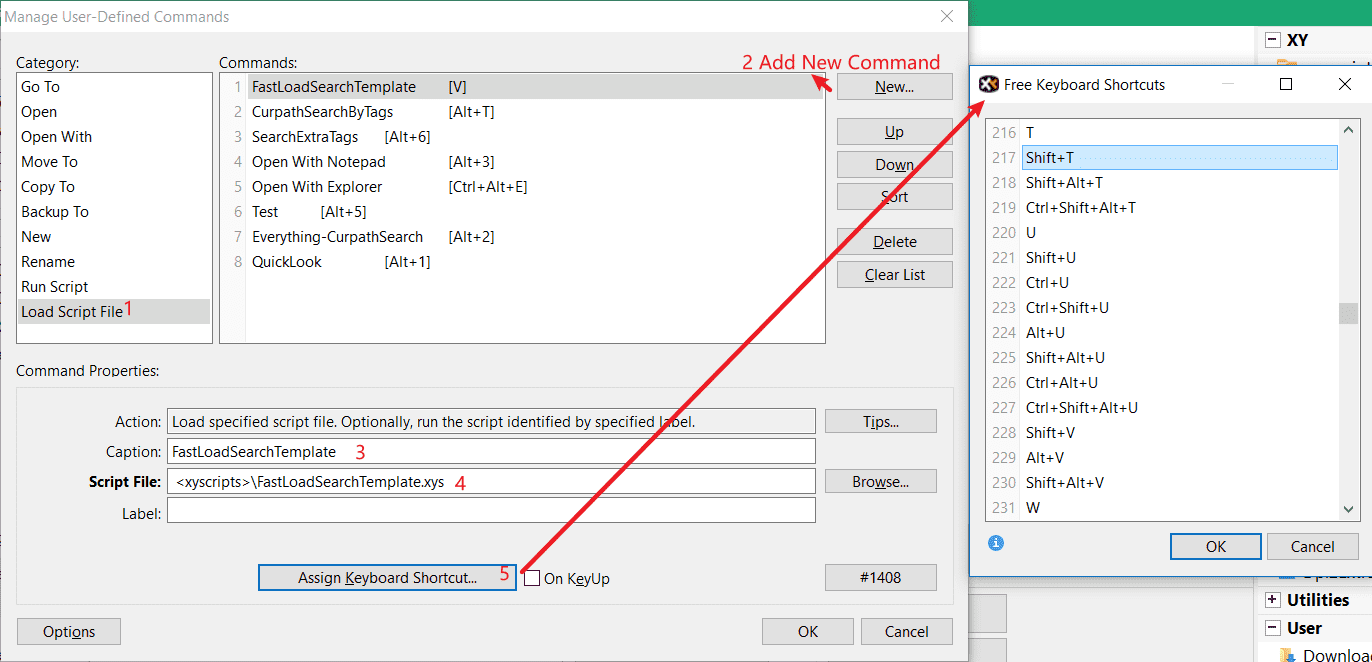 Manage User-Defined Commands
Category:
Go To
Open
Open With
Move To
Copy To
Backup To
New
Rename
Run Script
Load Script File 1
Commands:
1 FastLoadSearchTemplate [V]
2 CurpathSearchByTags [Alt+T]
3 SearchExtraTags [Alt+6]
4 Open With Notepad [Alt+3]
5 Open With Explorer [Ctrl+Alt+E]
6 Test [Alt+5]
7 Everything-CurpathSearch [Alt+2]
8 QuickLook [Alt+1]
2 Add New Command
New...
Up
Down
Sort
Delete
Clear List
Command Properties:
Action: Load specified script file. Optionally, run the script identified by specified label. Tips...
Caption: FastLoadSearchTemplate 3
Script File: <xyscripts>\FastLoadSearchTemplate.xys 4 Browse...
Label:
Assign Keyboard Shortcut... 5 On KeyUp #1408
Options OK Cancel
XY
Free Keyboard Shortcuts
216 T
217 Shift+T
218 Shift+Alt+T
219 Ctrl+Shift+Alt+T
220 U
221 Shift+U
222 Ctrl+U
223 Ctrl+Shift+U
224 Alt+U
225 Shift+Alt+U
226 Ctrl+Alt+U
227 Ctrl+Shift+Alt+U
228 Shift+V
229 Alt+V
230 Shift+Alt+V
231 W
OK Cancel
Utilities
User